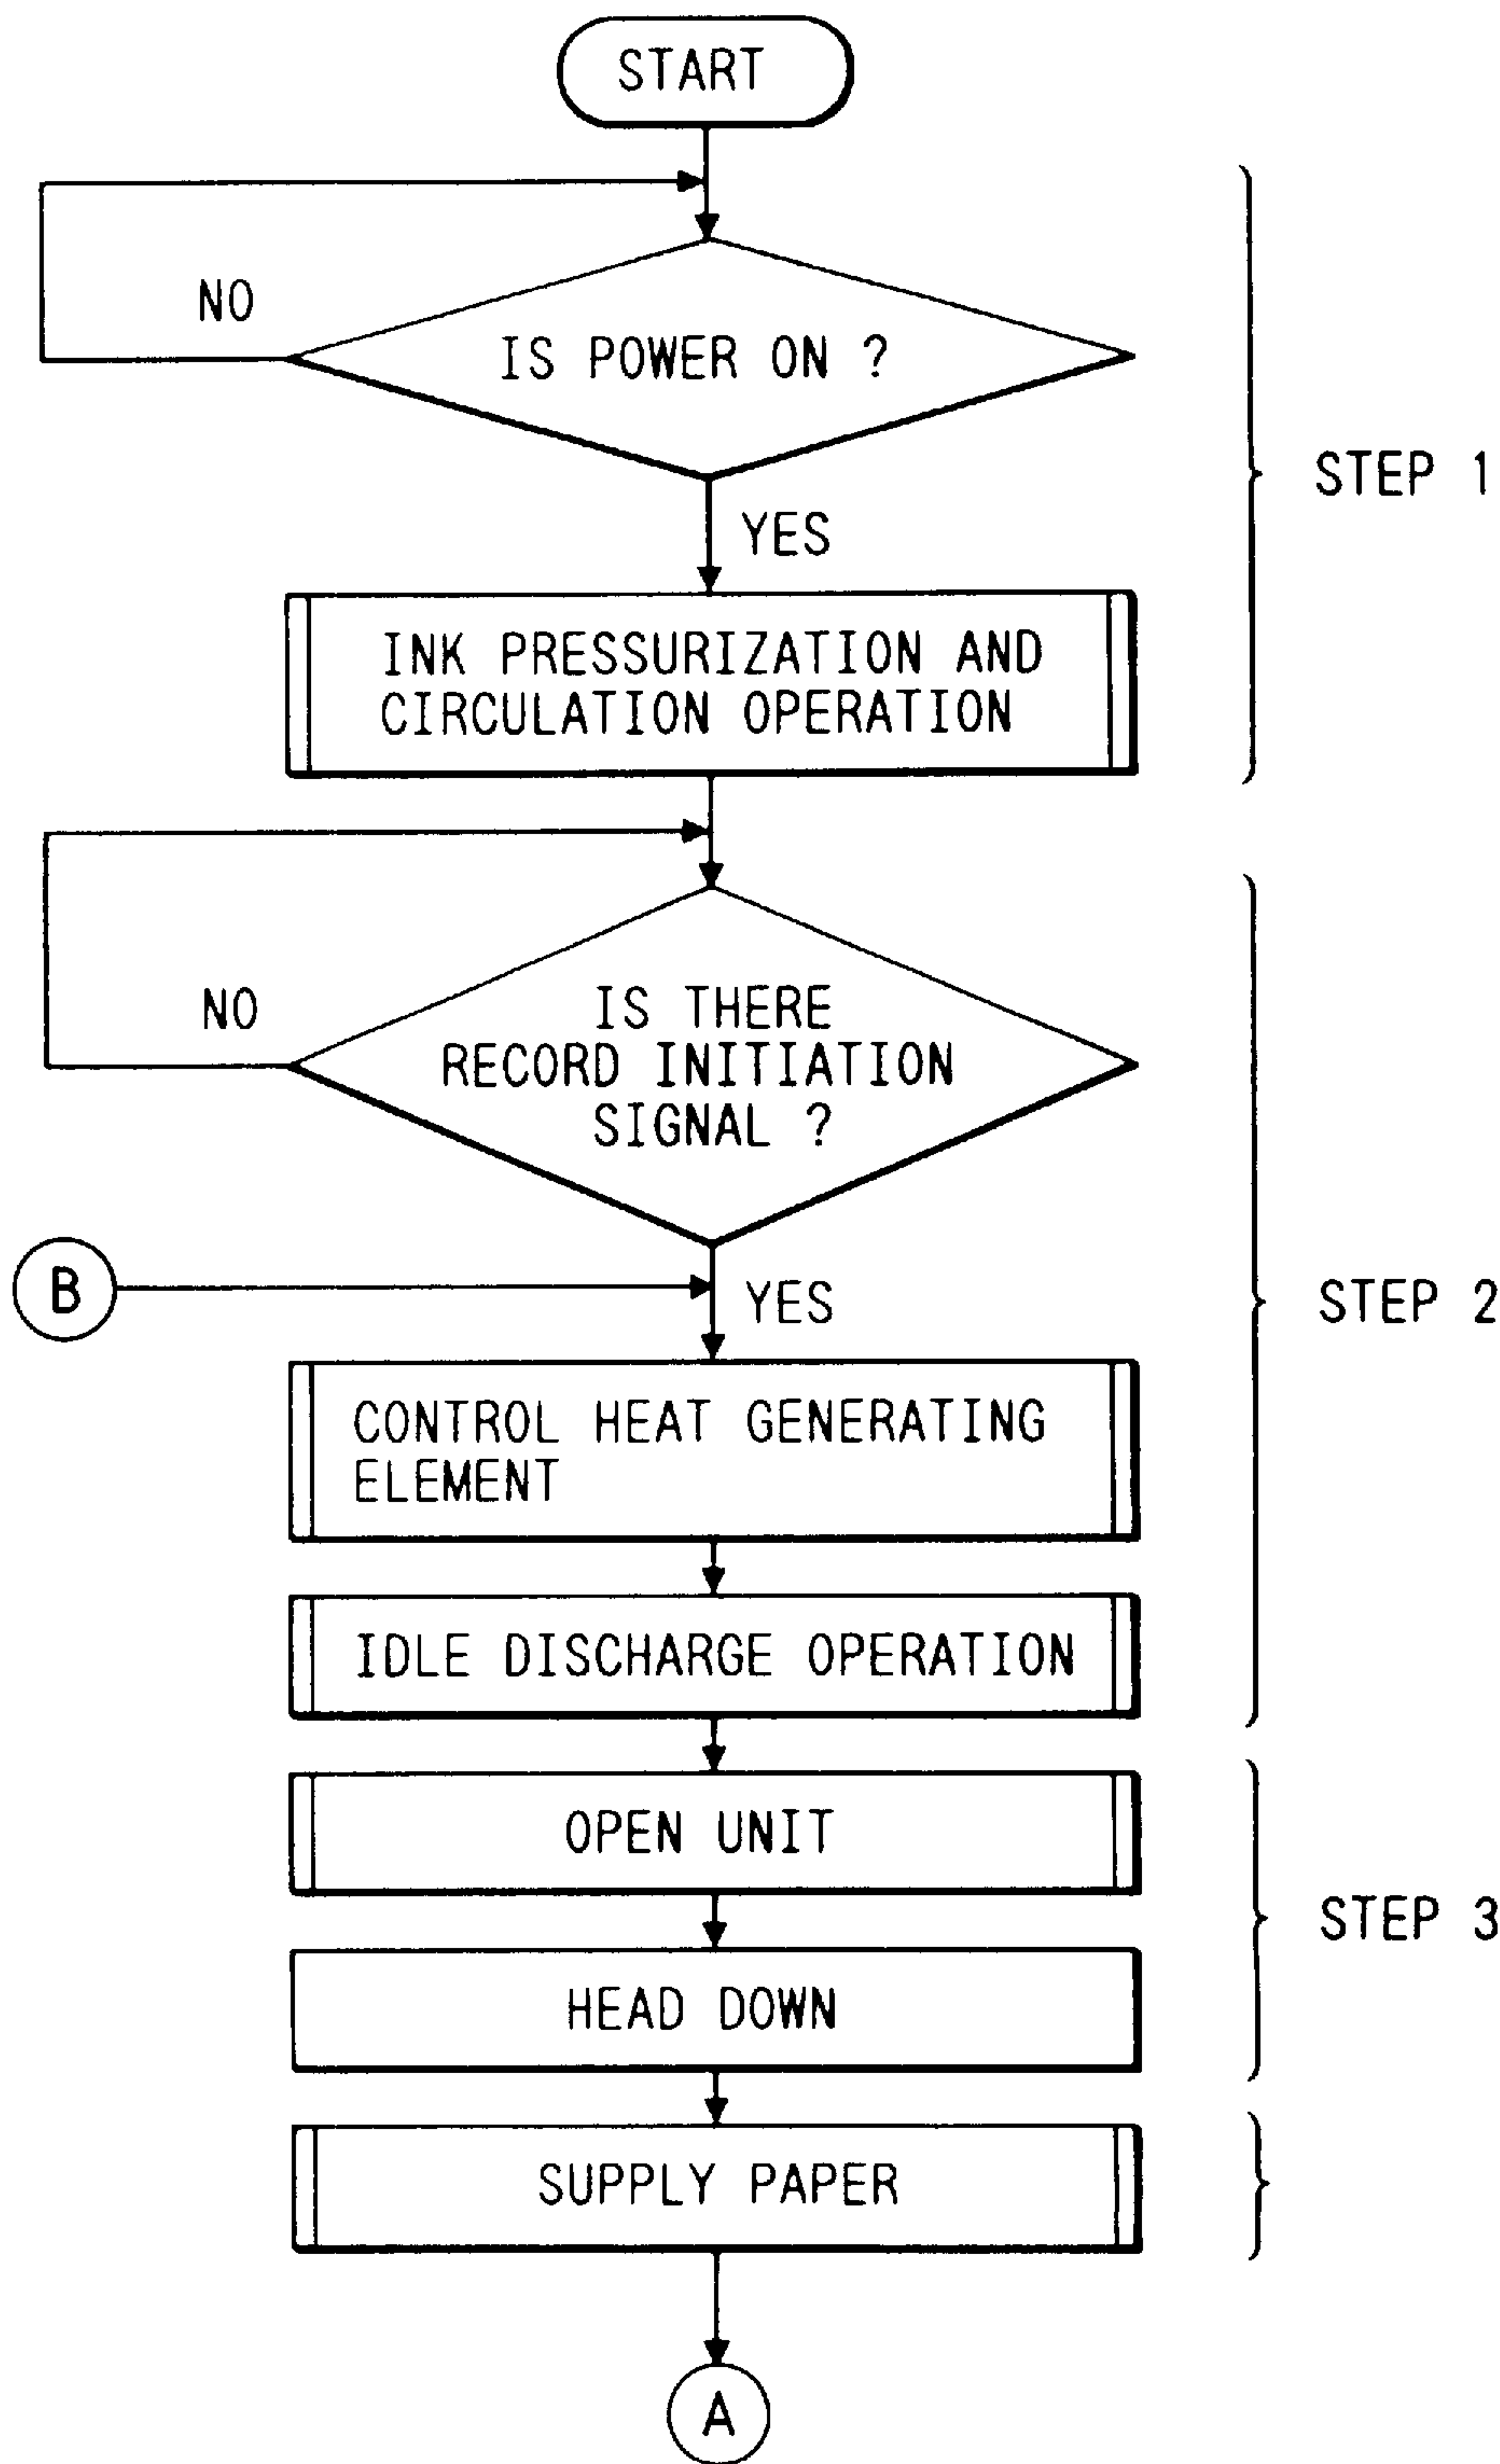 START
NO
IS POWER ON ?
STEP 1
YES
INK PRESSURIZATION AND
CIRCULATION OPERATION
NO
IS THERE
RECORD INITIATION
SIGNAL ?
B
YES
STEP 2
CONTROL HEAT GENERATING
ELEMENT
IDLE DISCHARGE OPERATION
OPEN UNIT
STEP 3
HEAD DOWN
SUPPLY PAPER
A